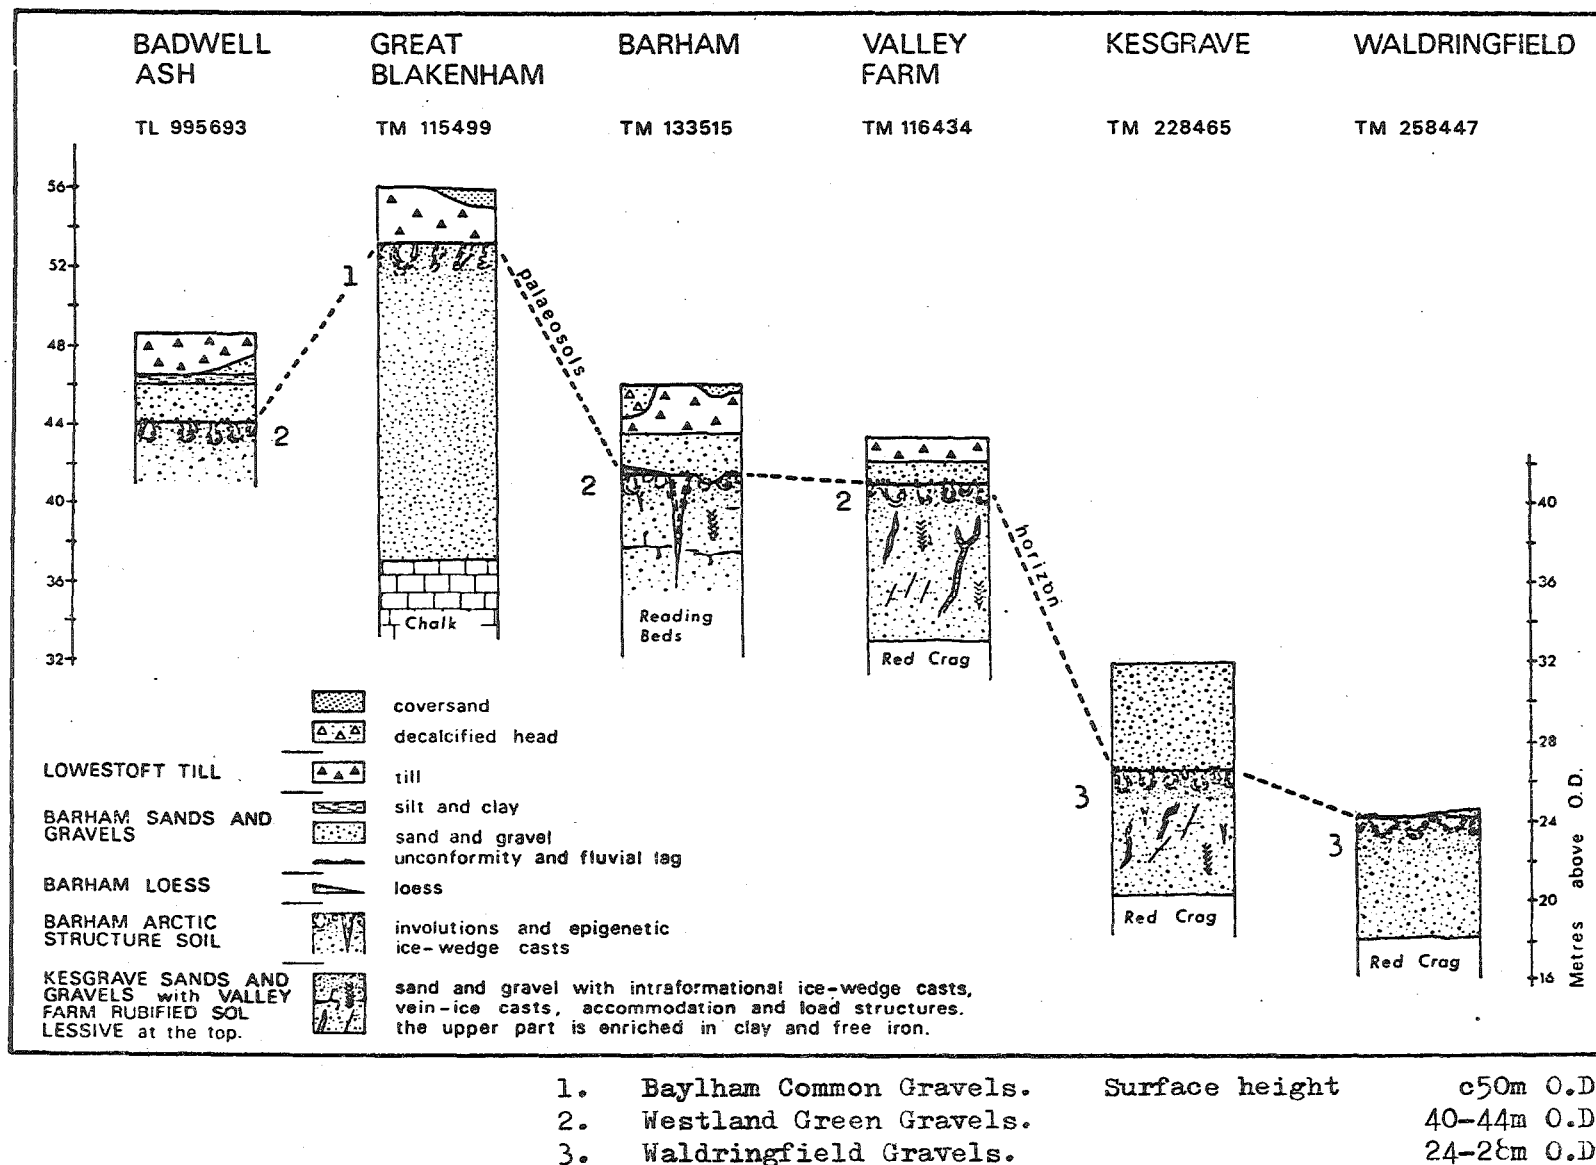 BADWELL ASH
GREAT BLAKENHAM
BARHAM
VALLEY FARM
KESGRAVE
WALDRINGFIELD
TL 995693
TM 115499
TM 133515
TM 116434
TM 228465
TM 258447
56
52
48
44
40
36
32
1
2
2
2
3
3
palaeosols
horizon
Chalk
Reading
Beds
Red Crag
Red Crag
Red Crag
40
36
32
28
24
20
16
Metres above O.D.
coversand
decalcified head
LOWESTOFT TILL
till
BARHAM SANDS AND
GRAVELS
silt and clay
sand and gravel
unconformity and fluvial lag
BARHAM LOESS
loess
BARHAM ARCTIC
STRUCTURE SOIL
involutions and epigenetic
ice-wedge casts
KESGRAVE SANDS AND
GRAVELS with VALLEY
FARM RUBIFIED SOL
LESSIVE at the top.
sand and gravel with intraformational ice-wedge casts,
vein-ice casts, accommodation and load structures.
the upper part is enriched in clay and free iron.
1. Baylham Common Gravels. Surface height c50m O.D
2. Westland Green Gravels. 40-44m O.D
3. Waldringfield Gravels. 24-28m O.D